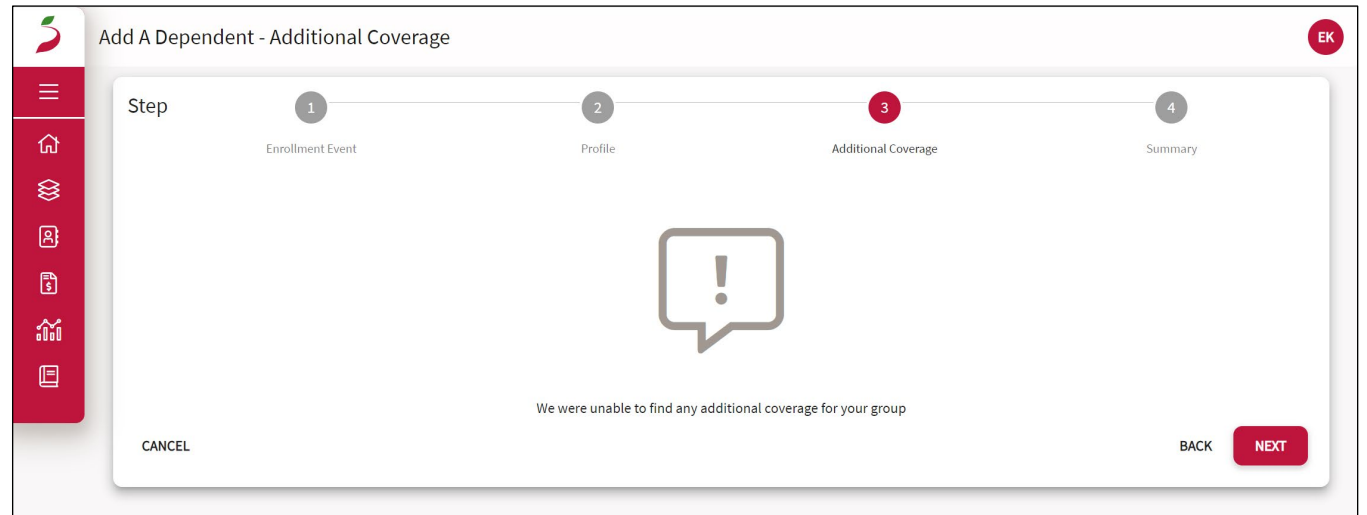 Add A Dependent - Additional Coverage
EK
Step
1
2
3
4
Enrollment Event
Profile
Additional Coverage
Summary
!
We were unable to find any additional coverage for your group
CANCEL
BACK
NEXT